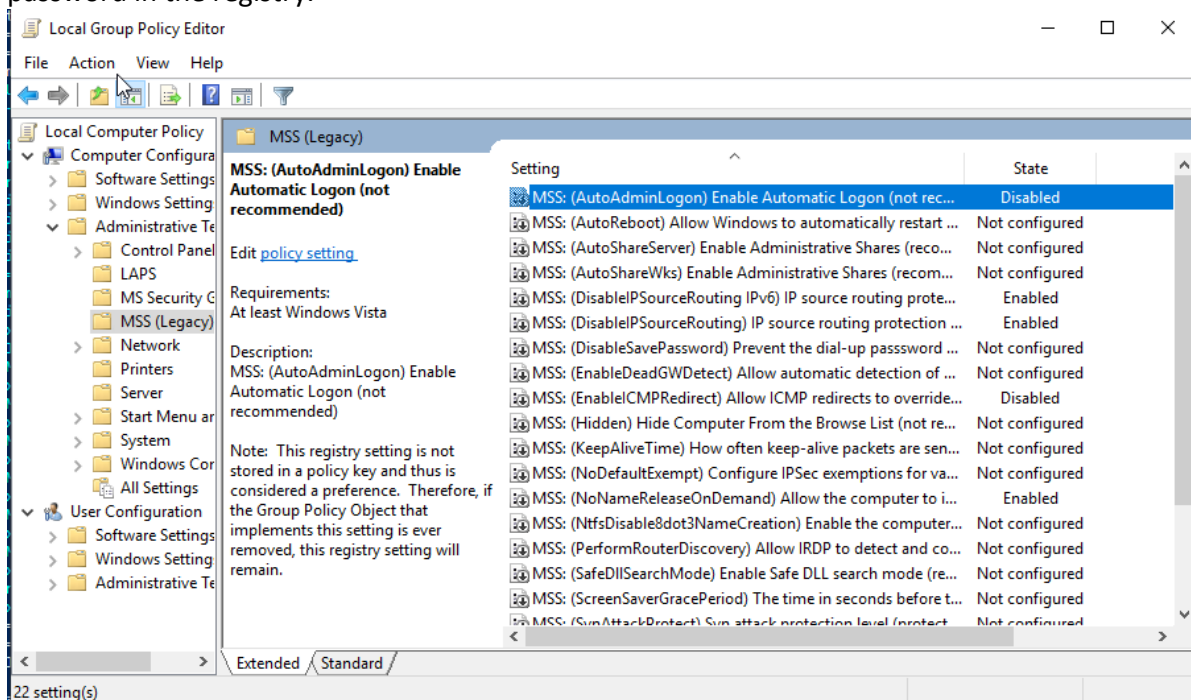 password in the registry.
Local Group Policy Editor
File Action View Help
Local Computer Policy
Computer Configura
Software Settings
Windows Setting
Administrative Te
Control Panel
LAPS
MS Security G
MSS (Legacy)
Network
Printers
Server
Start Menu ar
System
Windows Cor
All Settings
User Configuration
Software Settings
Windows Setting
Administrative Te
MSS (Legacy)
MSS: (AutoAdminLogon) Enable
Automatic Logon (not
recommended)
Edit policy setting
Requirements:
At least Windows Vista
Description:
MSS: (AutoAdminLogon) Enable
Automatic Logon (not
recommended)
Note: This registry setting is not
stored in a policy key and thus is
considered a preference. Therefore, if
the Group Policy Object that
implements this setting is ever
removed, this registry setting will
remain.
Setting State
MSS: (AutoAdminLogon) Enable Automatic Logon (not rec... Disabled
MSS: (AutoReboot) Allow Windows to automatically restart ... Not configured
MSS: (AutoShareServer) Enable Administrative Shares (reco... Not configured
MSS: (AutoShareWks) Enable Administrative Shares (recom... Not configured
MSS: (DisableIPSourceRouting IPv6) IP source routing prote... Enabled
MSS: (DisableIPSourceRouting) IP source routing protection ... Enabled
MSS: (DisableSavePassword) Prevent the dial-up passsword ... Not configured
MSS: (EnableDeadGWDetect) Allow automatic detection of ... Not configured
MSS: (EnableICMPRedirect) Allow ICMP redirects to override... Disabled
MSS: (Hidden) Hide Computer From the Browse List (not re... Not configured
MSS: (KeepAliveTime) How often keep-alive packets are sen... Not configured
MSS: (NoDefaultExempt) Configure IPSec exemptions for va... Not configured
MSS: (NoNameReleaseOnDemand) Allow the computer to i... Enabled
MSS: (NtfsDisable8dot3NameCreation) Enable the computer... Not configured
MSS: (PerformRouterDiscovery) Allow IRDP to detect and co... Not configured
MSS: (SafeDllSearchMode) Enable Safe DLL search mode (re... Not configured
MSS: (ScreenSaverGracePeriod) The time in seconds before t... Not configured
MSS: (SynAttackProtect) Syn attack protection level (protect... Not configured
Extended Standard
22 setting(s)